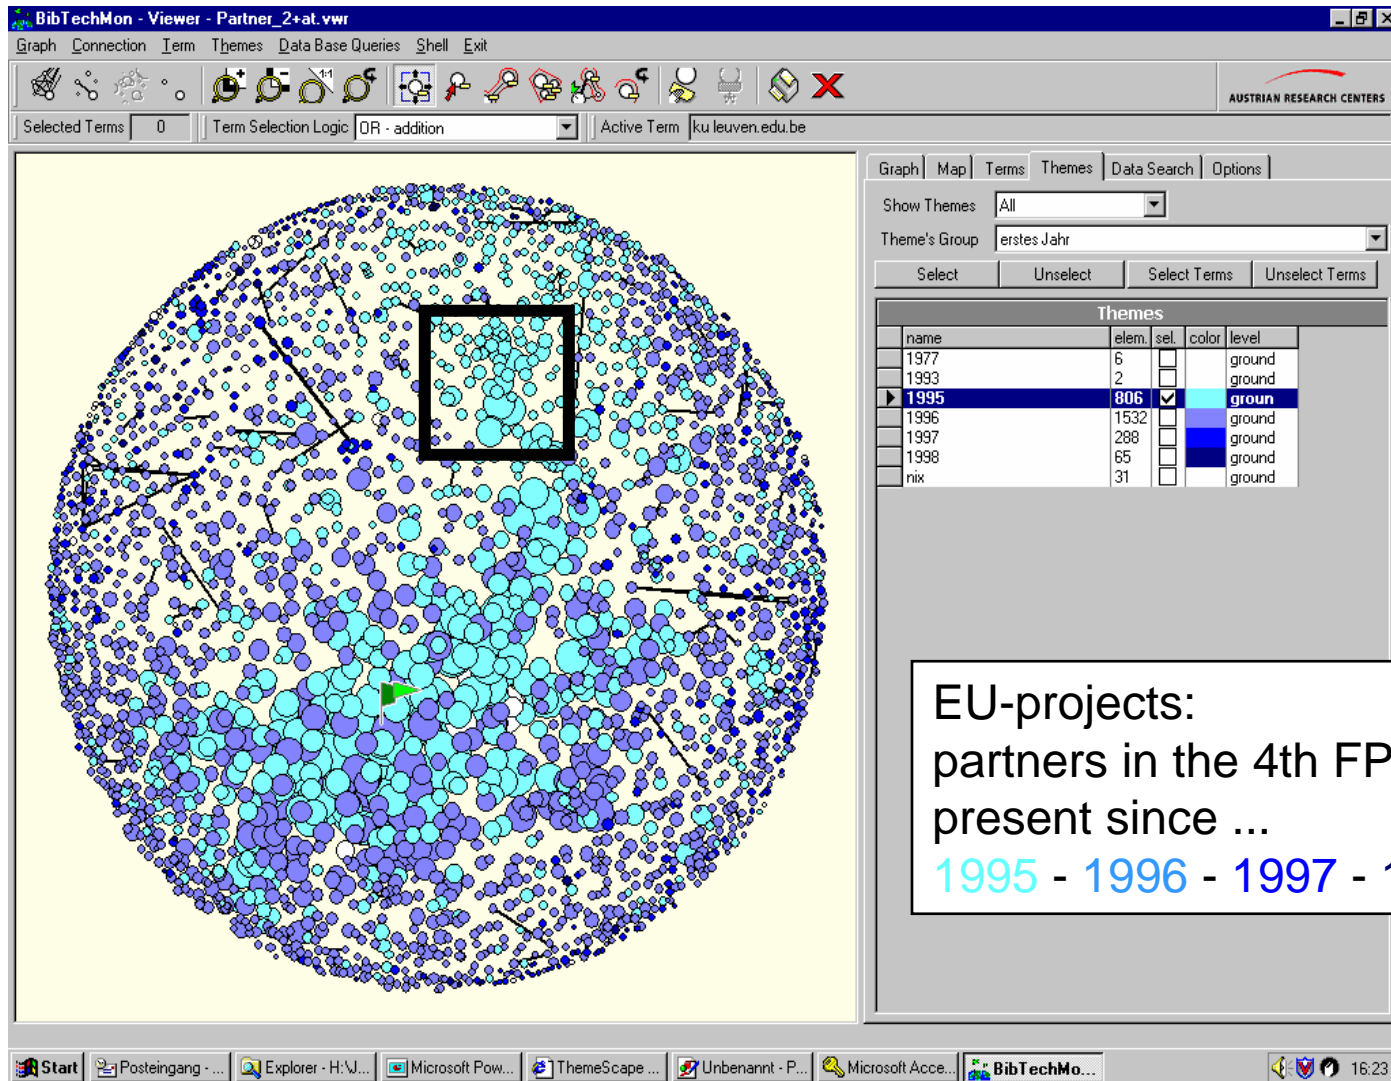 BibTechMon - Viewer - Partner_2+at.vwr
Graph Connection Term Themes Data Base Queries Shell Exit
1:1
AUSTRIAN RESEARCH CENTERS
Selected Terms 0 Term Selection Logic OR - addition Active Term ku leuven.edu.be
Graph Map Terms Themes Data Search Options
Show Themes All
Theme's Group erstes Jahr
Select Unselect Select Terms Unselect Terms
Themes
name elem. sel. color level
1977 6 ground
1993 2 ground
1995 806 groun
1996 1532 ground
1997 288 ground
1998 65 ground
nix 31 ground
EU-projects:
partners in the 4th FP
present since ...
1995 - 1996 - 1997 - 1
Start Posteingang - ... Explorer - H:\J... Microsoft Pow... ThemeScape ... Unbenannt - P... Microsoft Acce... BibTechMo... 16:23